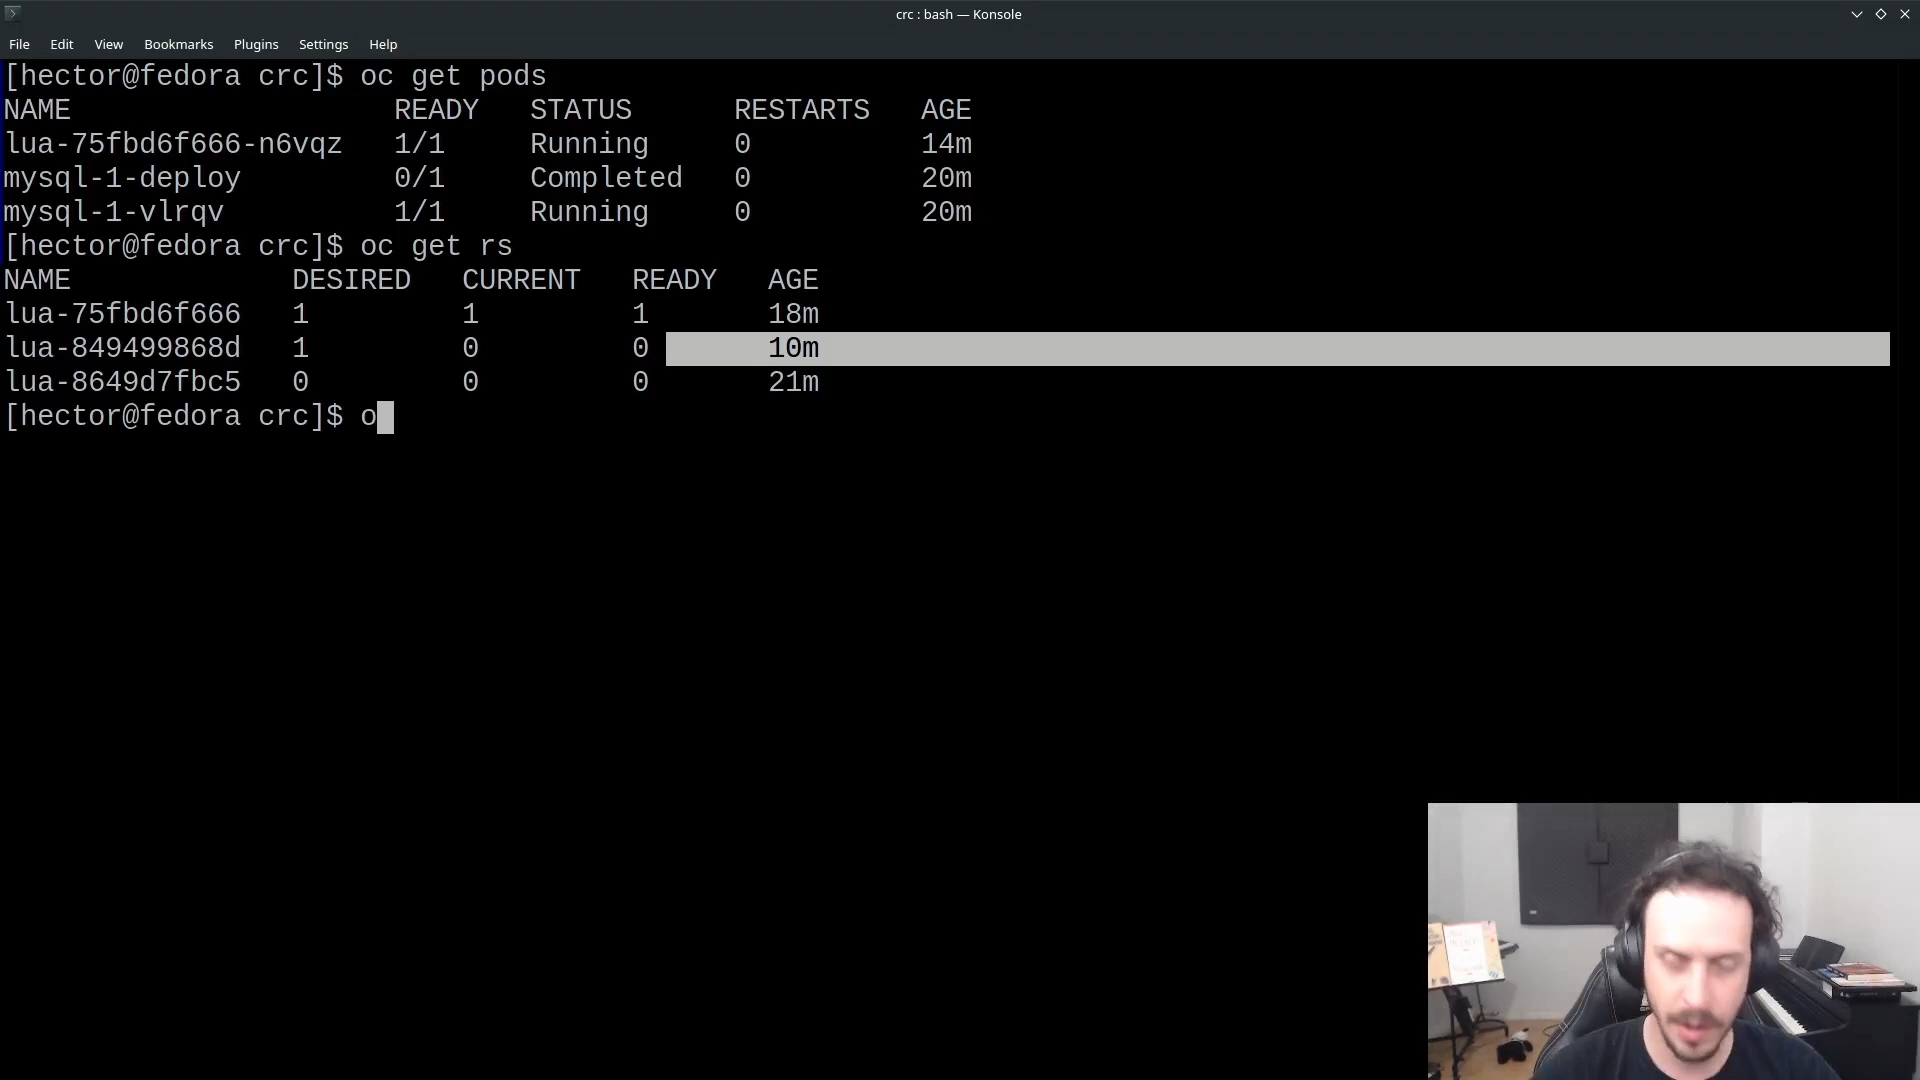 crc : bash — Konsole
File Edit View Bookmarks Plugins Settings Help
[hector@fedora crc]$ oc get pods
NAME READY STATUS RESTARTS AGE
lua-75fbd6f666-n6vqz 1/1 Running 0 14m
mysql-1-deploy 0/1 Completed 0 20m
mysql-1-vlrqv 1/1 Running 0 20m
[hector@fedora crc]$ oc get rs
NAME DESIRED CURRENT READY AGE
lua-75fbd6f666 1 1 1 18m
lua-849499868d 1 0 0 10m
lua-8649d7fbc5 0 0 0 21m
[hector@fedora crc]$ o